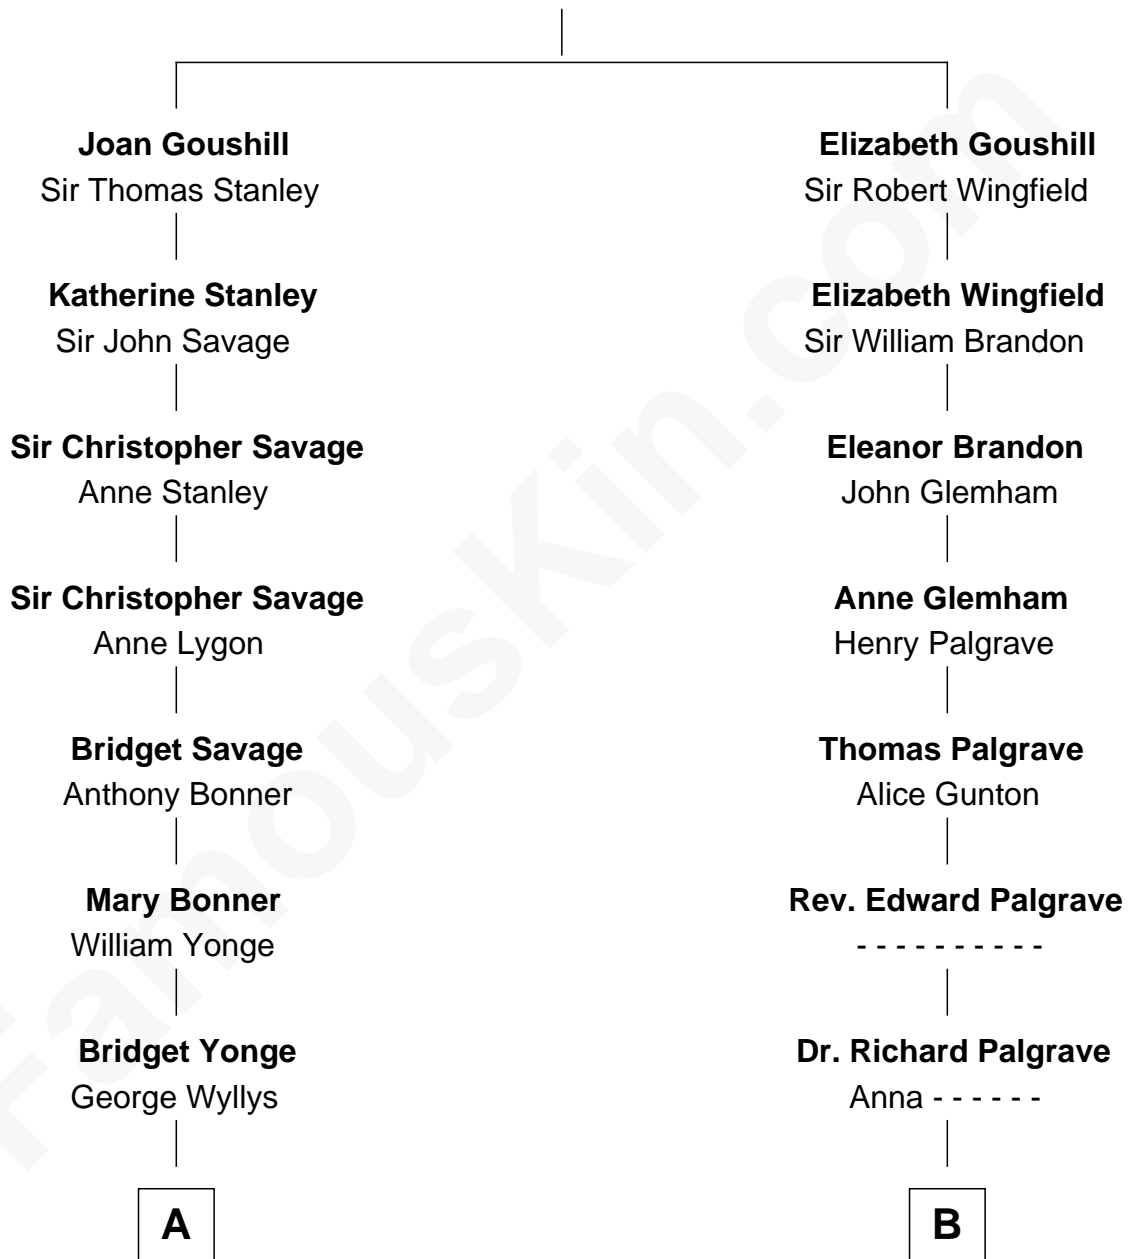 Joan Goushill
Sir Thomas Stanley
Katherine Stanley
Sir John Savage
Sir Christopher Savage
Anne Stanley
Sir Christopher Savage
Anne Lygon
Bridget Savage
Anthony Bonner
Mary Bonner
William Yonge
Bridget Yonge
George Wyllys
A
Elizabeth Goushill
Sir Robert Wingfield
Elizabeth Wingfield
Sir William Brandon
Eleanor Brandon
John Glemham
Anne Glemham
Henry Palgrave
Thomas Palgrave
Alice Gunton
Rev. Edward Palgrave
- - - - - - - - - -
Dr. Richard Palgrave
Anna - - - - - -
B
FamousKin.com